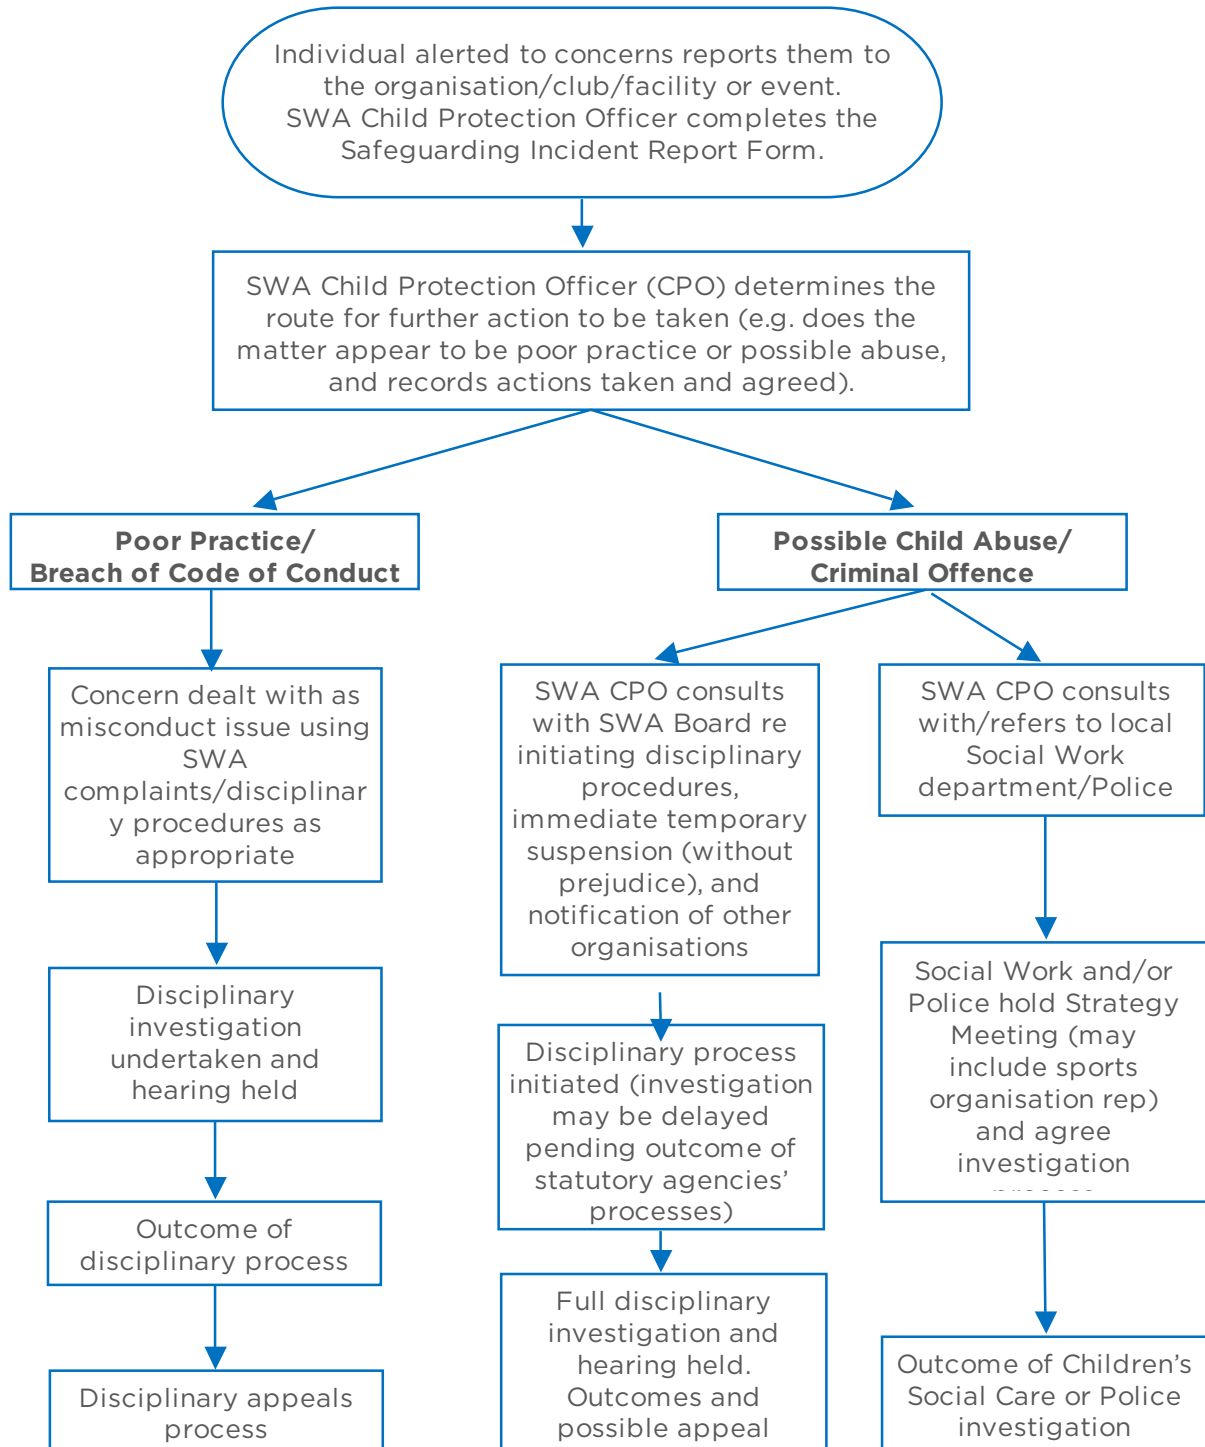 Individual alerted to concerns reports them to
the organisation/club/facility or event.
SWA Child Protection Officer completes the
Safeguarding Incident Report Form.
SWA Child Protection Officer (CPO) determines the
route for further action to be taken (e.g. does the
matter appear to be poor practice or possible abuse,
and records actions taken and agreed).
Poor Practice/
Breach of Code of Conduct
Possible Child Abuse/
Criminal Offence
Concern dealt with as
misconduct issue using
SWA
complaints/disciplinar
y procedures as
appropriate
Disciplinary
investigation
undertaken and
hearing held
Outcome of
disciplinary process
Disciplinary appeals
process
SWA CPO consults
with SWA Board re
initiating disciplinary
procedures,
immediate temporary
suspension (without
prejudice), and
notification of other
organisations
Disciplinary process
initiated (investigation
may be delayed
pending outcome of
statutory agencies’
processes)
Full disciplinary
investigation and
hearing held.
Outcomes and
possible appeal
SWA CPO consults
with/refers to local
Social Work
department/Police
Social Work and/or
Police hold Strategy
Meeting (may
include sports
organisation rep)
and agree
investigation
Outcome of Children’s
Social Care or Police
investigation